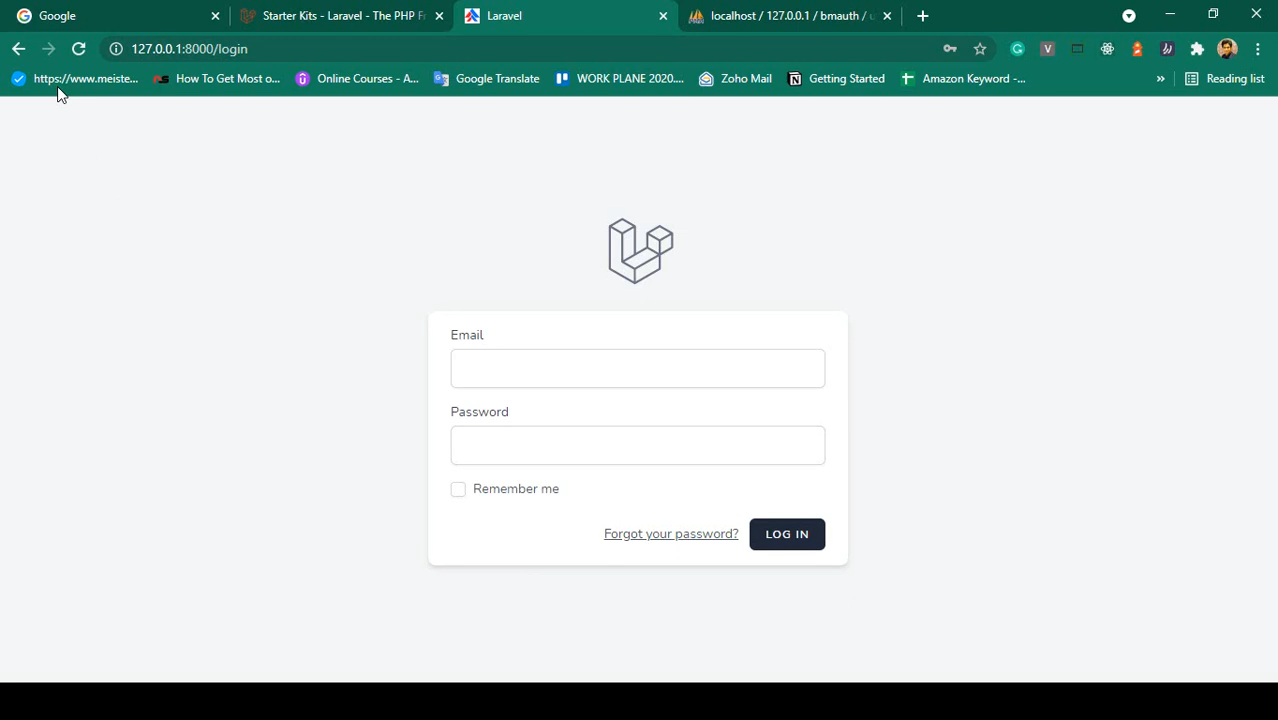 Google
Starter Kits - Laravel - The PHP Fr
Laravel
localhost / 127.0.0.1 / bmauth / u
127.0.0.1:8000/login
https://www.meiste...
How To Get Most o...
Online Courses - A...
Google Translate
WORK PLANE 2020....
Zoho Mail
Getting Started
Amazon Keyword -...
»
Reading list
Email
Password
Remember me
Forgot your password?
LOG IN